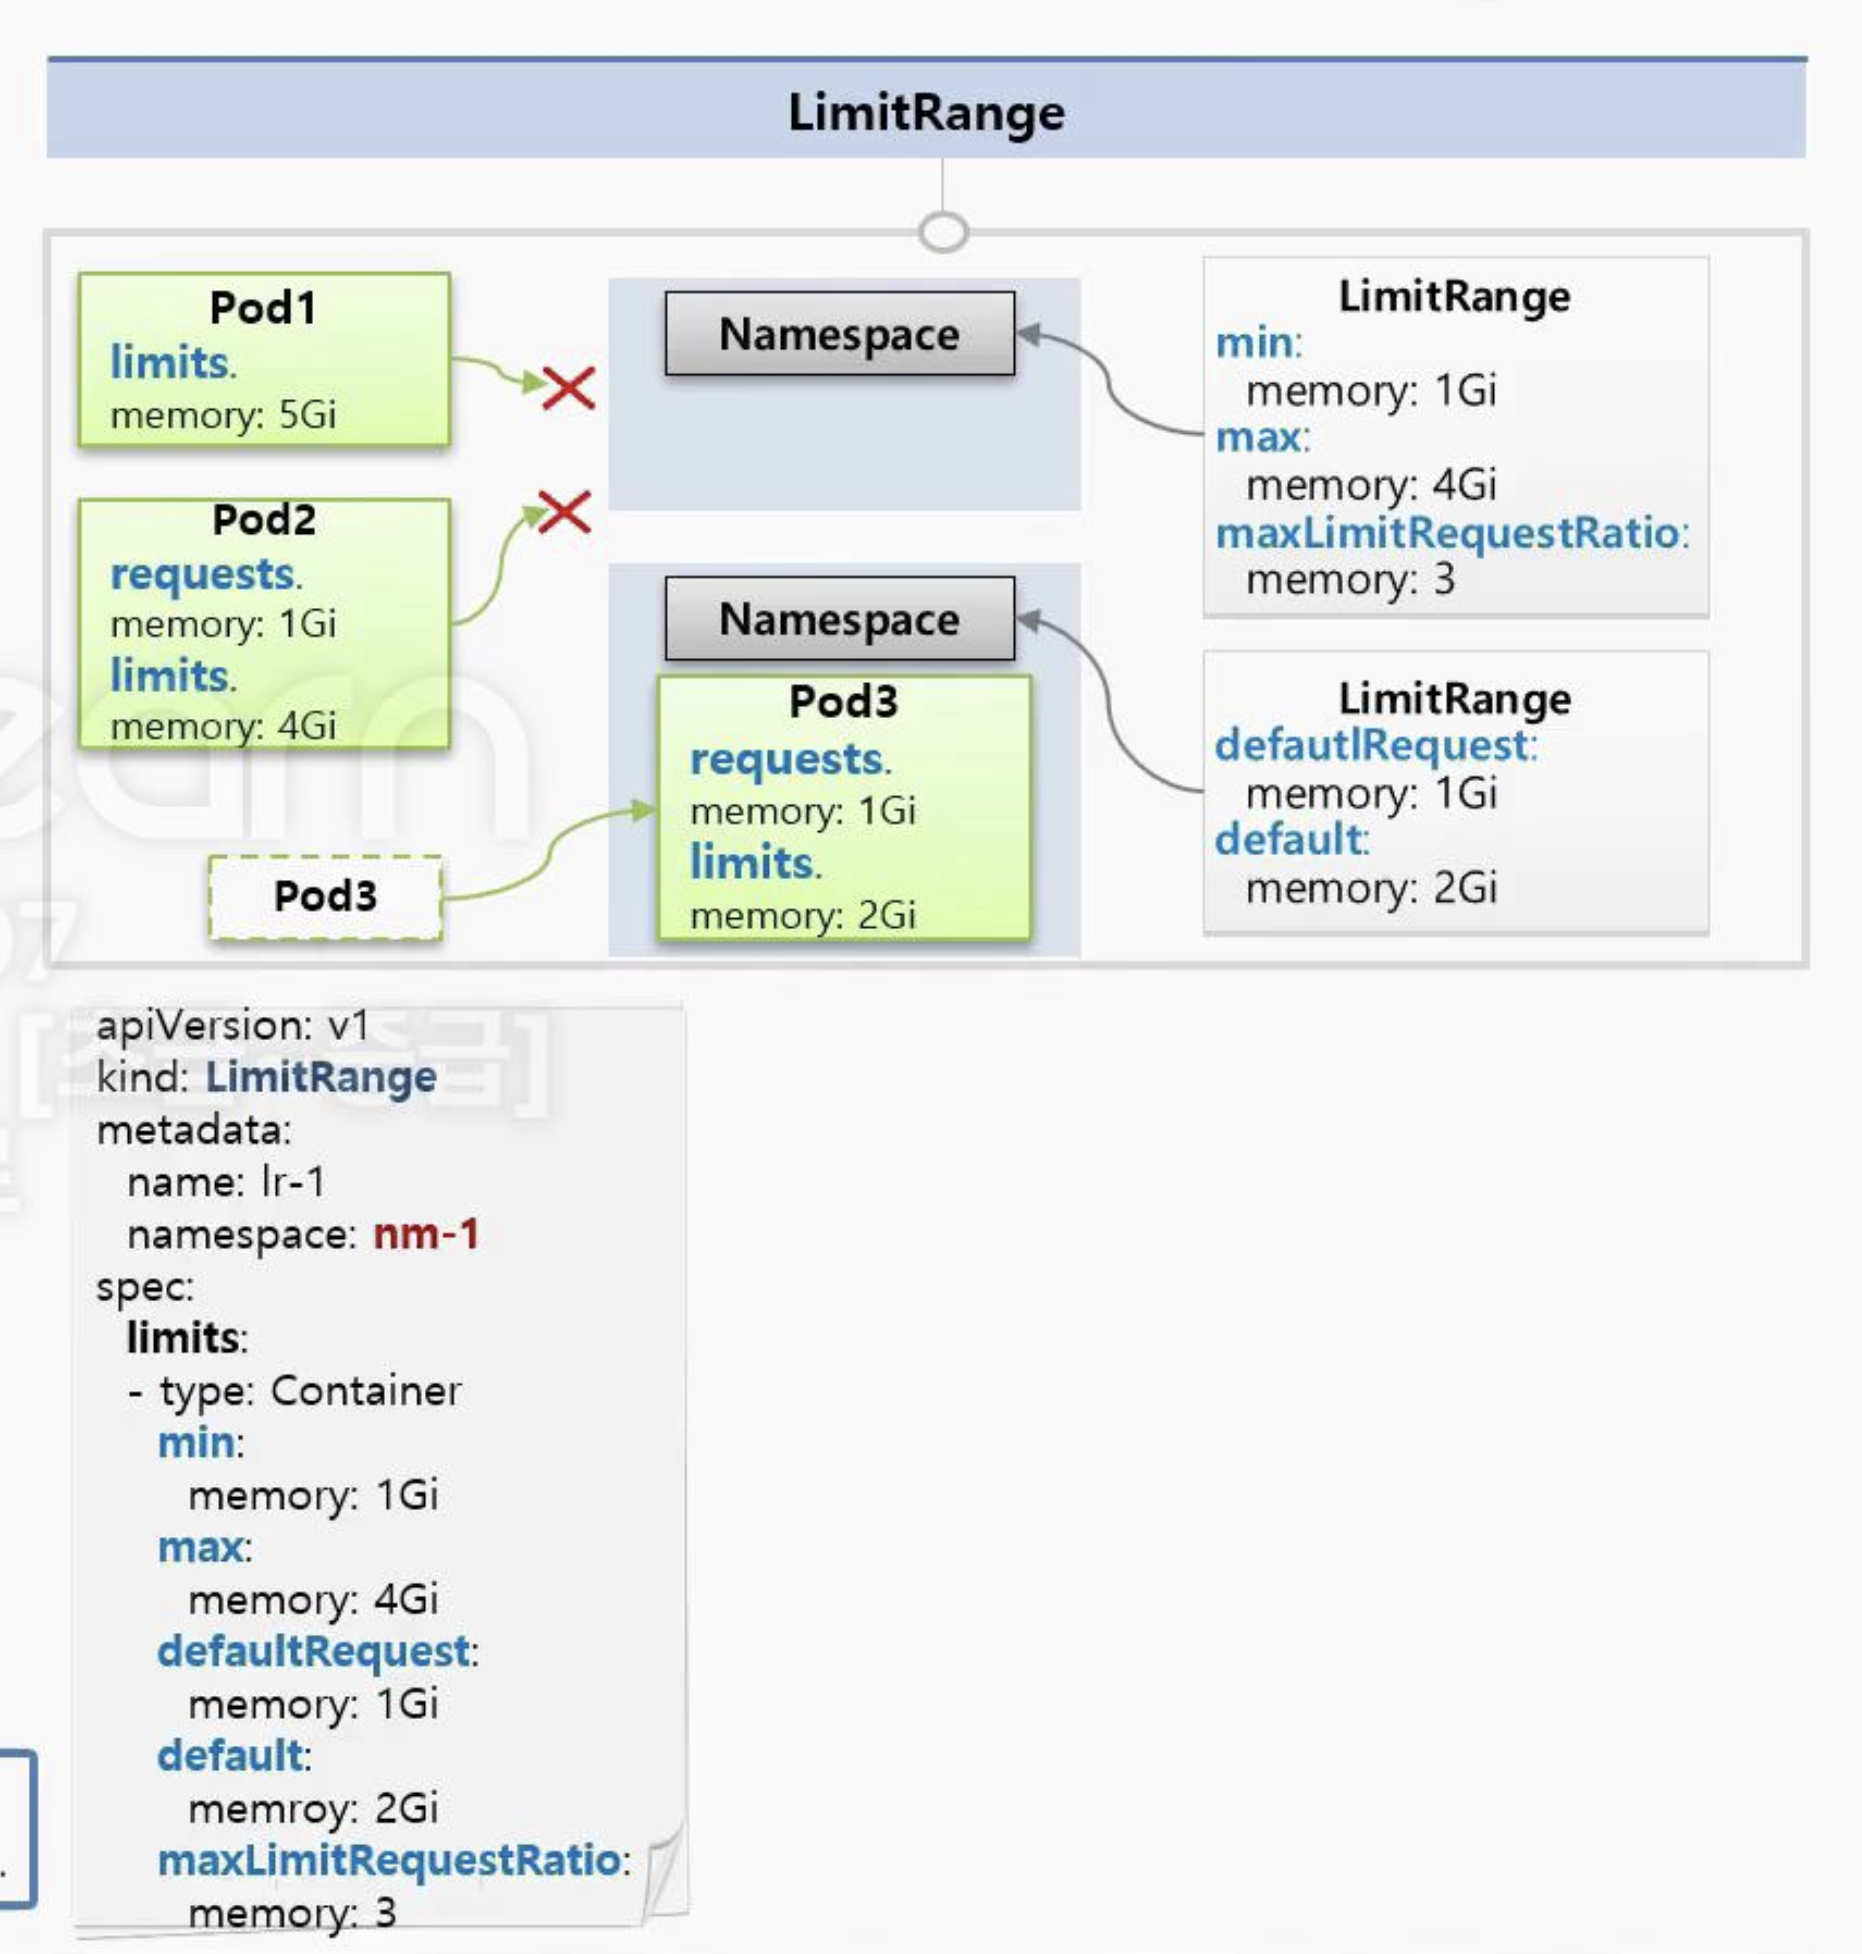 LimitRange
Pod1
limits.
memory: 5Gi
Pod2
requests.
memory: 1Gi
limits.
memory: 4Gi
Pod3
Namespace
Namespace
Pod3
requests.
memory: 1Gi
limits.
memory: 2Gi
LimitRange
min:
memory: 1Gi
max:
memory: 4Gi
maxLimitRequestRatio:
memory: 3
LimitRange
defautlRequest:
memory: 1Gi
default:
memory: 2Gi
apiVersion: v1
kind: LimitRange
metadata:
name: lr-1
namespace: nm-1
spec:
limits:
- type: Container
min:
memory: 1Gi
max:
memory: 4Gi
defaultRequest:
memory: 1Gi
default:
memroy: 2Gi
maxLimitRequestRatio:
memory: 3